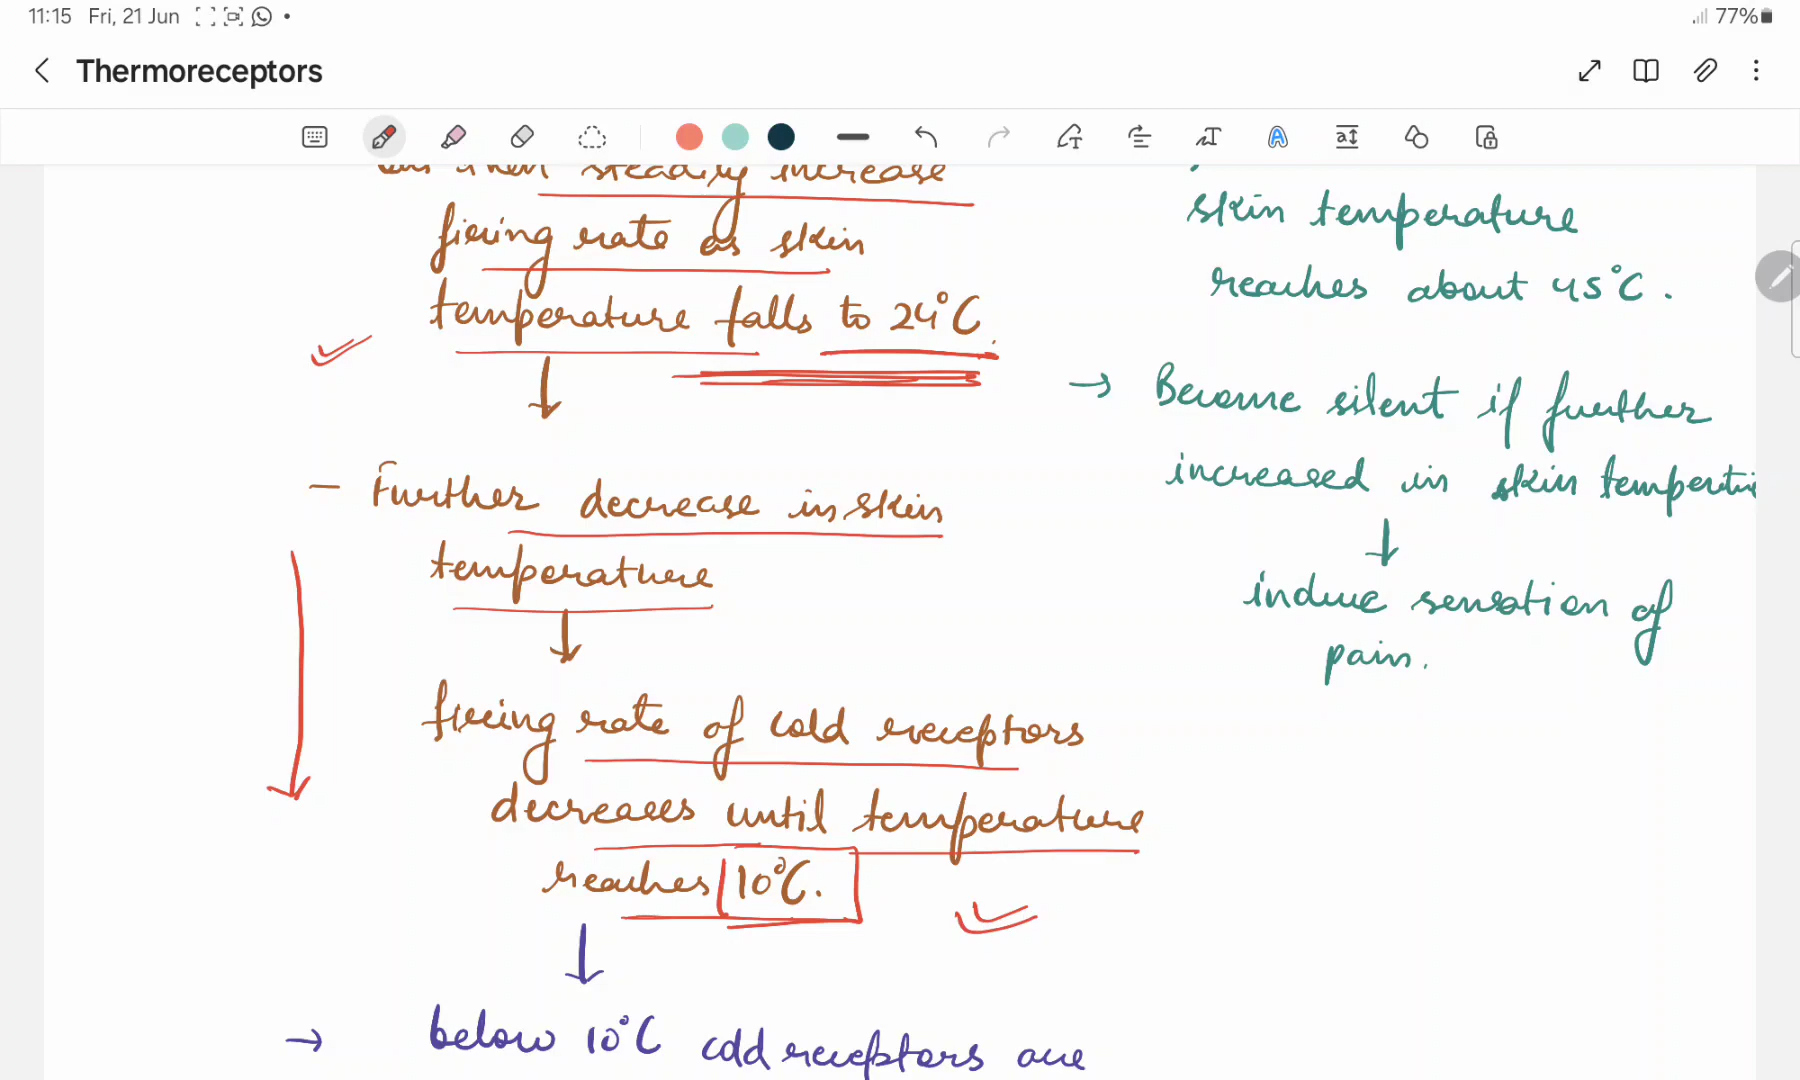 11:15 Fri, 21 Jun
77%
Thermoreceptors
steadily increase
firing rate as skin
temperature falls to 24°C.
- Further decrease in skin
temperature
↓
firing rate of cold receptors
decreases until temperature
reaches 10°C.
↓
→ below 10°C cold receptors are
skin temperature
reaches about 45°C.
→ Become silent if further
increased in skin
↓
induce sensation of
pain.